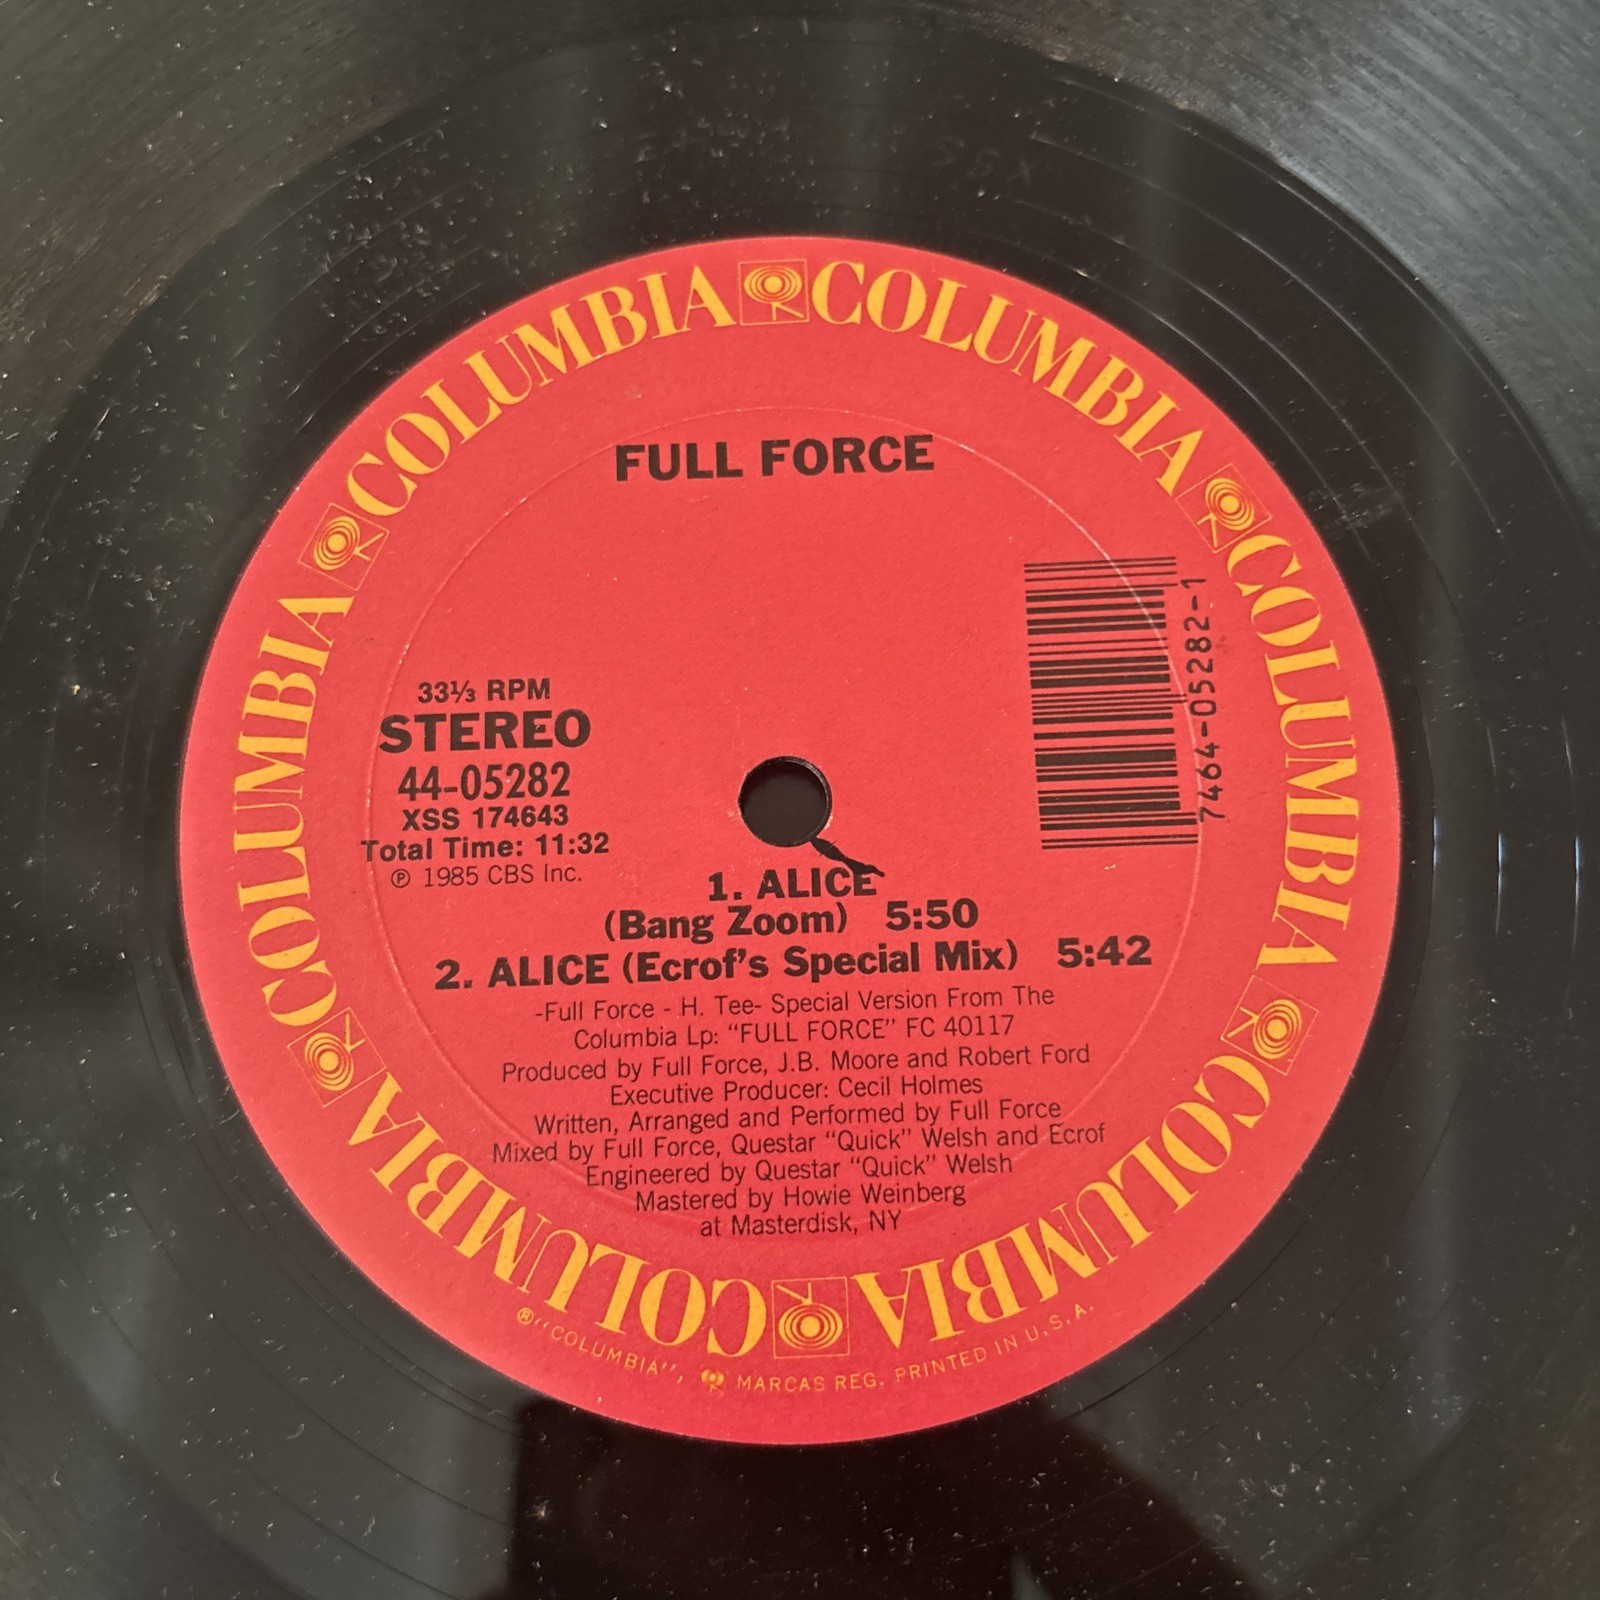 COLUMBIA COLUMBIA COLUMBIA COLUMBIA COLUMBIA COLUMBIA
FULL FORCE
33⅓ RPM
STEREO
44-05282
XSS 174643
Total Time: 11:32
℗ 1985 CBS Inc.
7464-05282-1
1. ALICE
(Bang Zoom) 5:50
2. ALICE (Ecrof's Special Mix) 5:42
-Full Force - H. Tee- Special Version From The
Columbia Lp: "FULL FORCE" FC 40117
Produced by Full Force, J.B. Moore and Robert Ford
Executive Producer: Cecil Holmes
Written, Arranged and Performed by Full Force
Mixed by Full Force, Questar "Quick" Welsh and Ecrof
Engineered by Questar "Quick" Welsh
Mastered by Howie Weinberg
at Masterdisk, NY
® "COLUMBIA", MARCAS REG. PRINTED IN U.S.A.